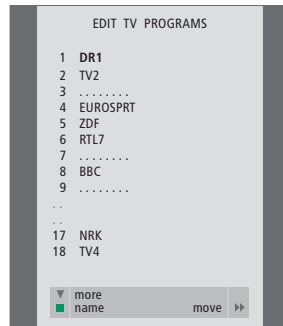 EDIT TV PROGRAMS
1 DR1
2 TV2
3 ........
4 EUROSPRT
5 ZDF
6 RTL7
7 ........
8 BBC
9 ........
..
..
17 NRK
18 TV4
more
name move